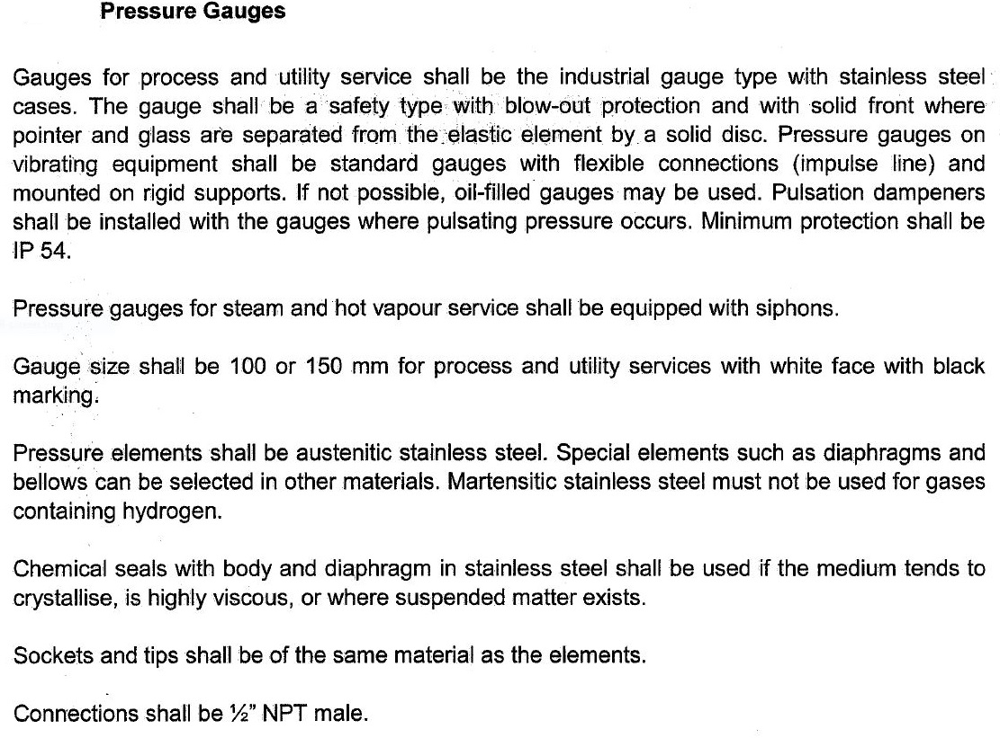 Pressure Gauges
Gauges for process and utility service shall be the industrial gauge type with stainless steel
cases. The gauge shall be a safety type with blow-out protection and with solid front where
pointer and glass are separated from the elastic element by a solid disc. Pressure gauges on
vibrating equipment shall be standard gauges with flexible connections (impulse line) and
mounted on rigid supports. If not possible, oil-filled gauges may be used. Pulsation dampeners
shall be installed with the gauges where pulsating pressure occurs. Minimum protection shall be
IP 54.
Pressure gauges for steam and hot vapour service shall be equipped with siphons.
Gauge size shall be 100 or 150 mm for process and utility services with white face with black
marking.
Pressure elements shall be austenitic stainless steel. Special elements such as diaphragms and
bellows can be selected in other materials. Martensitic stainless steel must not be used for gases
containing hydrogen.
Chemical seals with body and diaphragm in stainless steel shall be used if the medium tends to
crystallise, is highly viscous, or where suspended matter exists.
Sockets and tips shall be of the same material as the elements.
Connections shall be ½" NPT male.